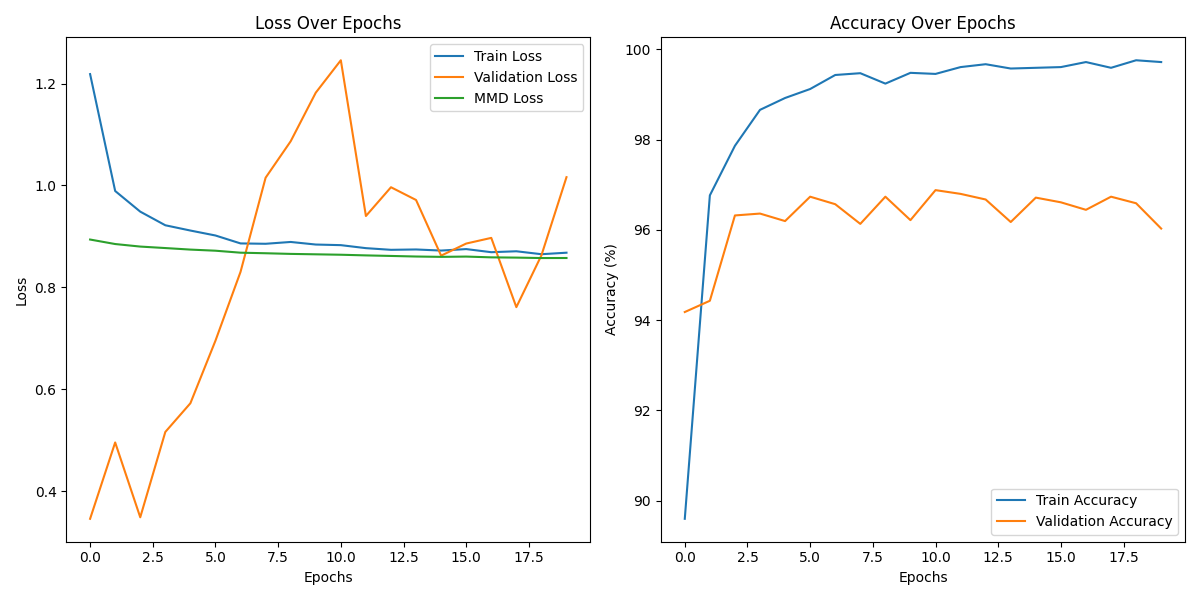 Loss Over Epochs
Train Loss
Validation Loss
MMD Loss
1.2
1.0
0.8
0.6
0.4
Loss
0.0 2.5 5.0 7.5 10.0 12.5 15.0 17.5
Epochs
Accuracy Over Epochs
100
98
96
94
92
90
Accuracy (%)
Train Accuracy
Validation Accuracy
0.0 2.5 5.0 7.5 10.0 12.5 15.0 17.5
Epochs